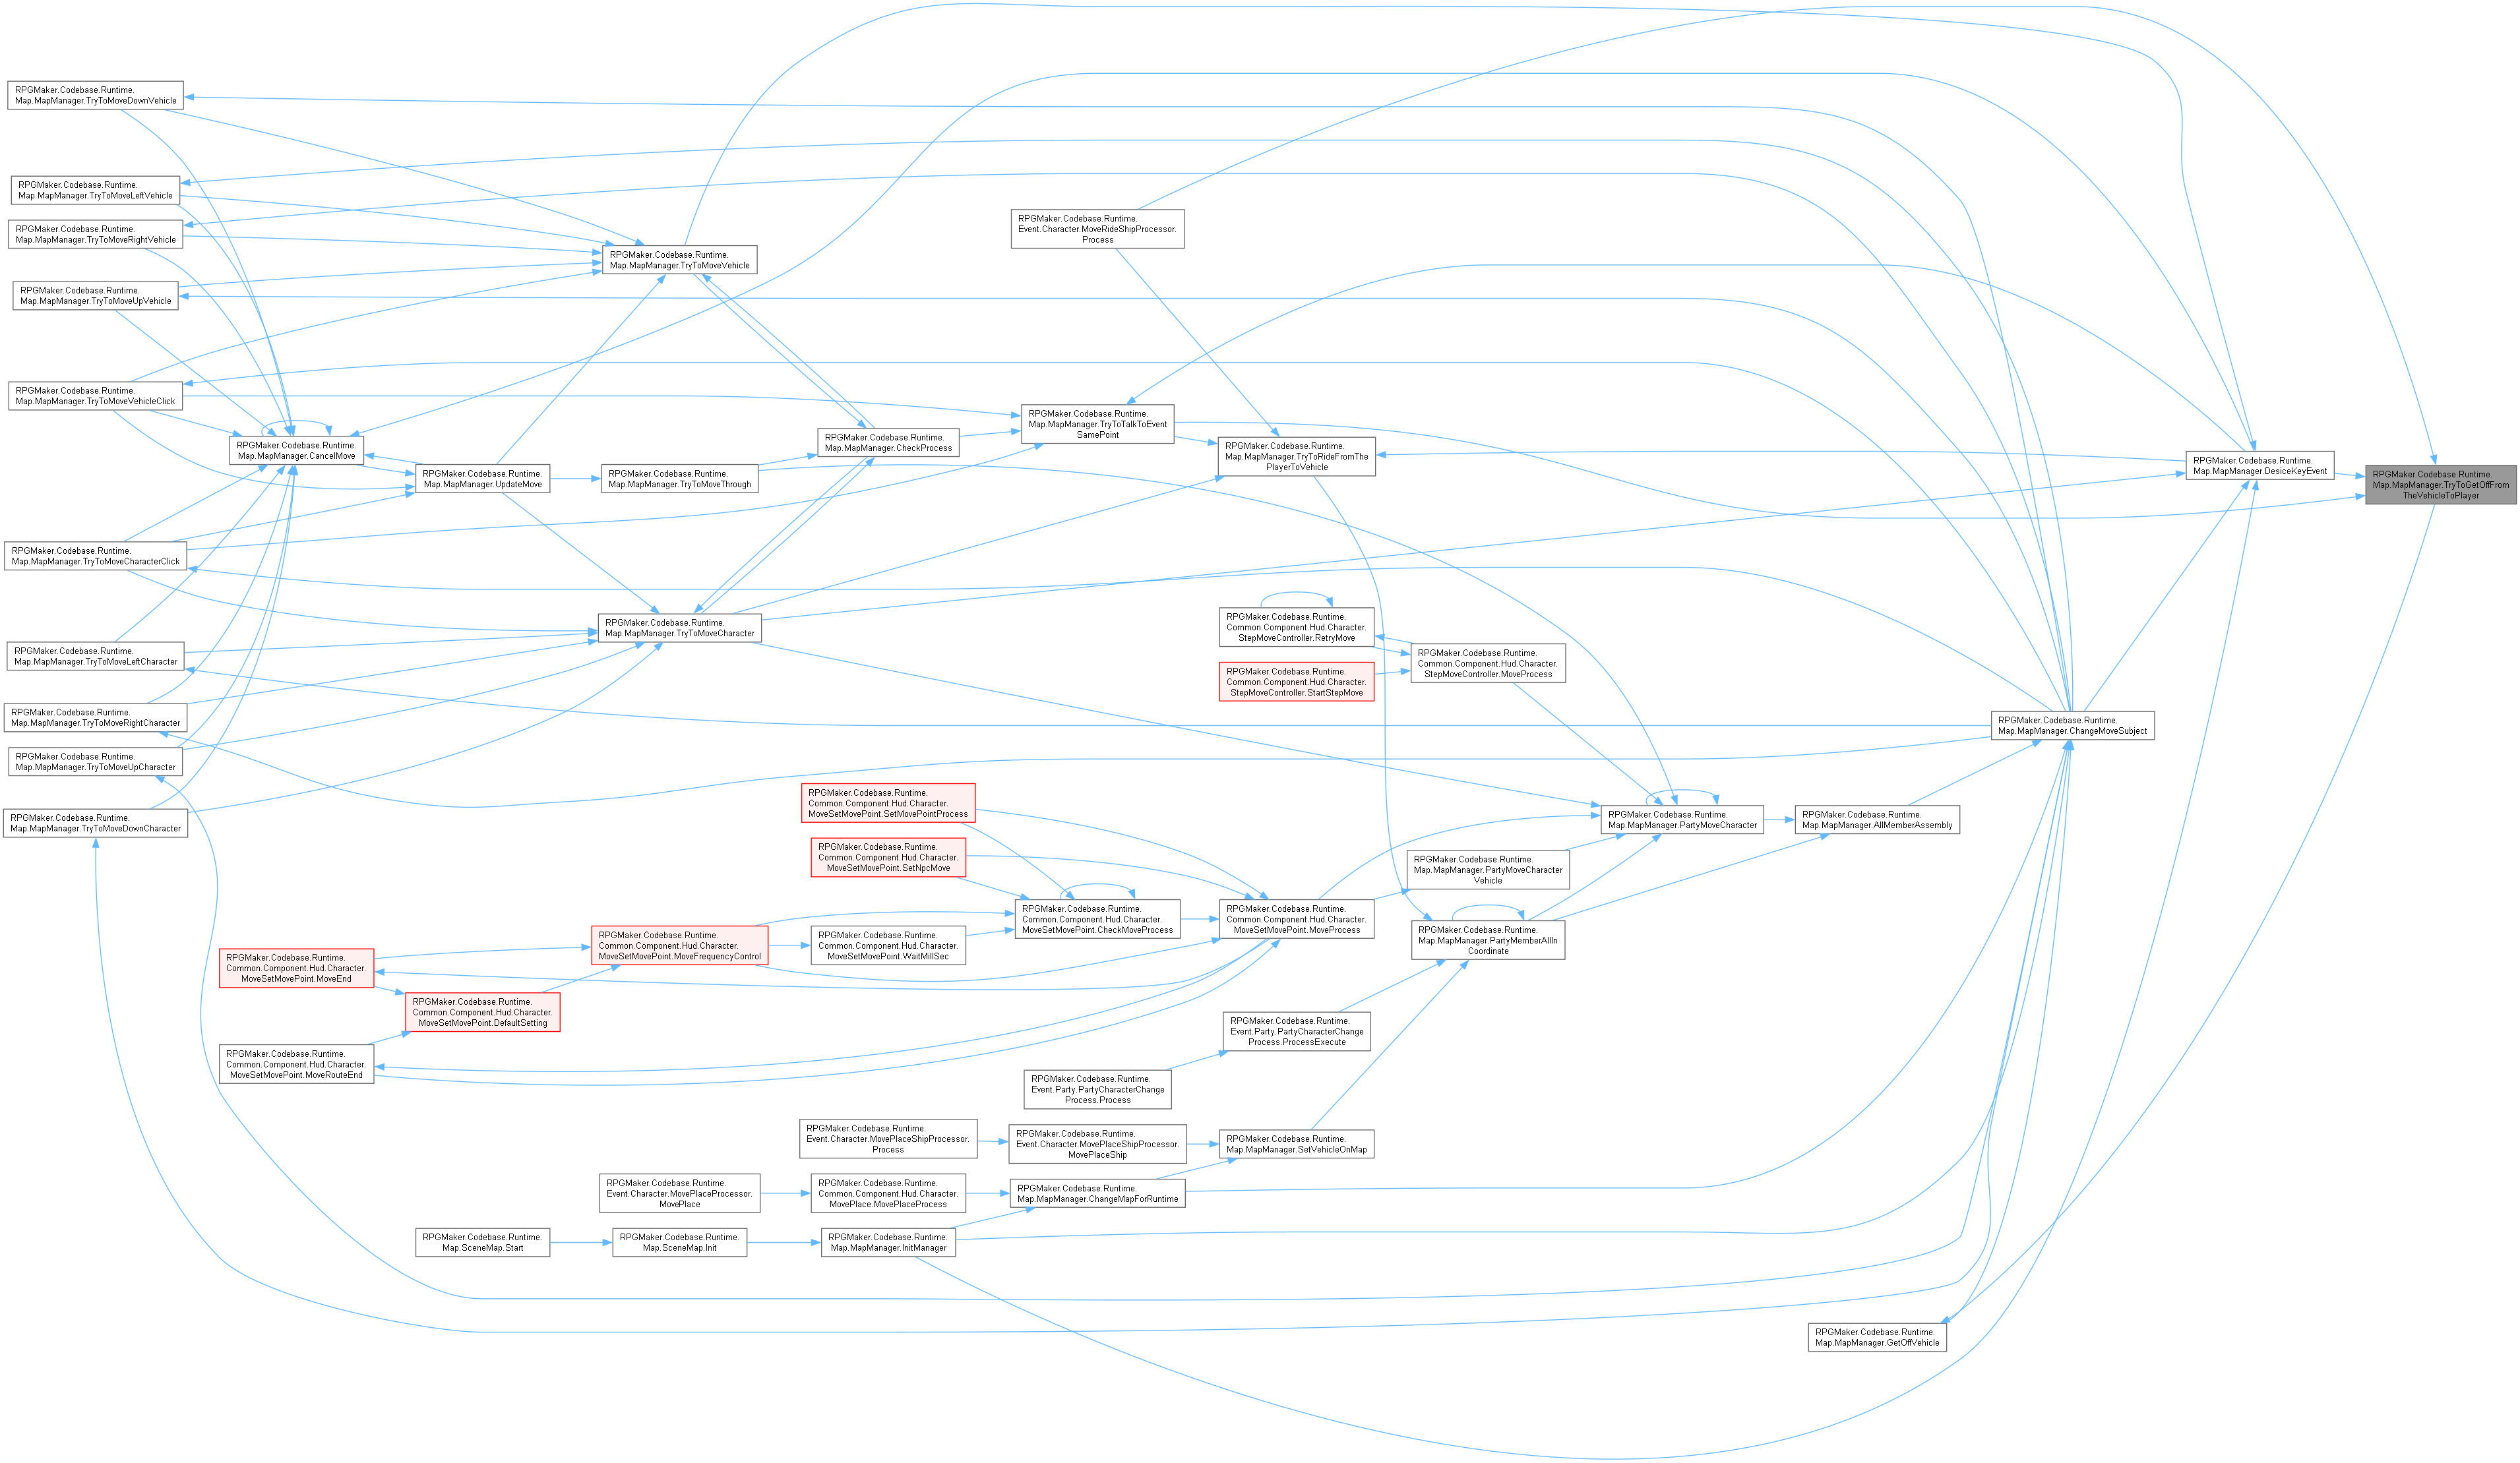 RPGMaker.Codebase.Runtime.
Map.MapManager.TryToMoveDownVehicle
RPGMaker.Codebase.Runtime.
Map.MapManager.TryToMoveLeftVehicle
RPGMaker.Codebase.Runtime.
Map.MapManager.TryToMoveRightVehicle
RPGMaker.Codebase.Runtime.
Map.MapManager.TryToMoveUpVehicle
RPGMaker.Codebase.Runtime.
Map.MapManager.TryToMoveVehicleClick
RPGMaker.Codebase.Runtime.
Map.MapManager.TryToMoveCharacterClick
RPGMaker.Codebase.Runtime.
Map.MapManager.TryToMoveLeftCharacter
RPGMaker.Codebase.Runtime.
Map.MapManager.TryToMoveRightCharacter
RPGMaker.Codebase.Runtime.
Map.MapManager.TryToMoveUpCharacter
RPGMaker.Codebase.Runtime.
Map.MapManager.TryToMoveDownCharacter
RPGMaker.Codebase.Runtime.
Map.MapManager.CancelMove
RPGMaker.Codebase.Runtime.
Common.Component.Hud.Character.
MoveSetMovePoint.MoveEnd
RPGMaker.Codebase.Runtime.
Common.Component.Hud.Character.
MoveSetMovePoint.MoveRouteEnd
RPGMaker.Codebase.Runtime.
Map.MapManager.UpdateMove
RPGMaker.Codebase.Runtime.
Common.Component.Hud.Character.
MoveSetMovePoint.DefaultSetting
RPGMaker.Codebase.Runtime.
Map.SceneMap.Start
RPGMaker.Codebase.Runtime.
Map.MapManager.TryToMoveVehicle
RPGMaker.Codebase.Runtime.
Map.MapManager.TryToMoveThrough
RPGMaker.Codebase.Runtime.
Map.MapManager.TryToMoveCharacter
RPGMaker.Codebase.Runtime.
Common.Component.Hud.Character.
MoveSetMovePoint.MoveFrequencyControl
RPGMaker.Codebase.Runtime.
Event.Character.MovePlaceProcessor.
MovePlace
RPGMaker.Codebase.Runtime.
Map.SceneMap.Init
RPGMaker.Codebase.Runtime.
Map.MapManager.CheckProcess
RPGMaker.Codebase.Runtime.
Common.Component.Hud.Character.
MoveSetMovePoint.SetMovePointProcess
RPGMaker.Codebase.Runtime.
Common.Component.Hud.Character.
MoveSetMovePoint.SetNpcMove
RPGMaker.Codebase.Runtime.
Common.Component.Hud.Character.
MoveSetMovePoint.WaitMillSec
RPGMaker.Codebase.Runtime.
Event.Character.MovePlaceShipProcessor.
Process
RPGMaker.Codebase.Runtime.
Common.Component.Hud.Character.
MovePlace.MovePlaceProcess
RPGMaker.Codebase.Runtime.
Map.MapManager.InitManager
RPGMaker.Codebase.Runtime.
Event.Character.MoveRideShipProcessor.
Process
RPGMaker.Codebase.Runtime.
Map.MapManager.TryToTalkToEvent
SamePoint
RPGMaker.Codebase.Runtime.
Common.Component.Hud.Character.
MoveSetMovePoint.CheckMoveProcess
RPGMaker.Codebase.Runtime.
Event.Party.PartyCharacterChange
Process.Process
RPGMaker.Codebase.Runtime.
Event.Character.MovePlaceShipProcessor.
MovePlaceShip
RPGMaker.Codebase.Runtime.
Map.MapManager.ChangeMapForRuntime
RPGMaker.Codebase.Runtime.
Map.MapManager.TryToRideFromThe
PlayerToVehicle
RPGMaker.Codebase.Runtime.
Common.Component.Hud.Character.
StepMoveController.RetryMove
RPGMaker.Codebase.Runtime.
Common.Component.Hud.Character.
StepMoveController.StartStepMove
RPGMaker.Codebase.Runtime.
Common.Component.Hud.Character.
MoveSetMovePoint.MoveProcess
RPGMaker.Codebase.Runtime.
Event.Party.PartyCharacterChange
Process.ProcessExecute
RPGMaker.Codebase.Runtime.
Map.MapManager.SetVehicleOnMap
RPGMaker.Codebase.Runtime.
Common.Component.Hud.Character.
StepMoveController.MoveProcess
RPGMaker.Codebase.Runtime.
Map.MapManager.PartyMoveCharacter
Vehicle
RPGMaker.Codebase.Runtime.
Map.MapManager.PartyMemberAllIn
Coordinate
RPGMaker.Codebase.Runtime.
Map.MapManager.PartyMoveCharacter
RPGMaker.Codebase.Runtime.
Map.MapManager.AllMemberAssembly
RPGMaker.Codebase.Runtime.
Map.MapManager.GetOffVehicle
RPGMaker.Codebase.Runtime.
Map.MapManager.ChangeMoveSubject
RPGMaker.Codebase.Runtime.
Map.MapManager.DesiceKeyEvent
RPGMaker.Codebase.Runtime.
Map.MapManager.TryToGetOffFrom
TheVehicleToPlayer